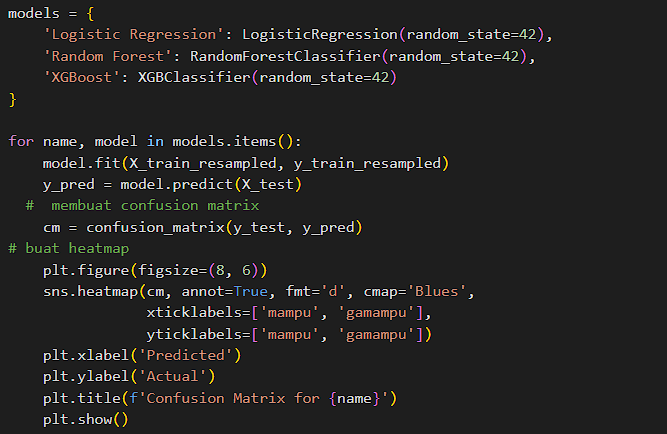 models = {
    'Logistic Regression': LogisticRegression(random_state=42),
    'Random Forest': RandomForestClassifier(random_state=42),
    'XGBoost': XGBClassifier(random_state=42)
}

for name, model in models.items():
    model.fit(X_train_resampled, y_train_resampled)
    y_pred = model.predict(X_test)
  #  membuat confusion matrix
    cm = confusion_matrix(y_test, y_pred)
# buat heatmap
    plt.figure(figsize=(8, 6))
    sns.heatmap(cm, annot=True, fmt='d', cmap='Blues',
                xticklabels=['mampu', 'gamampu'],
                yticklabels=['mampu', 'gamampu'])
    plt.xlabel('Predicted')
    plt.ylabel('Actual')
    plt.title(f'Confusion Matrix for {name}')
    plt.show()